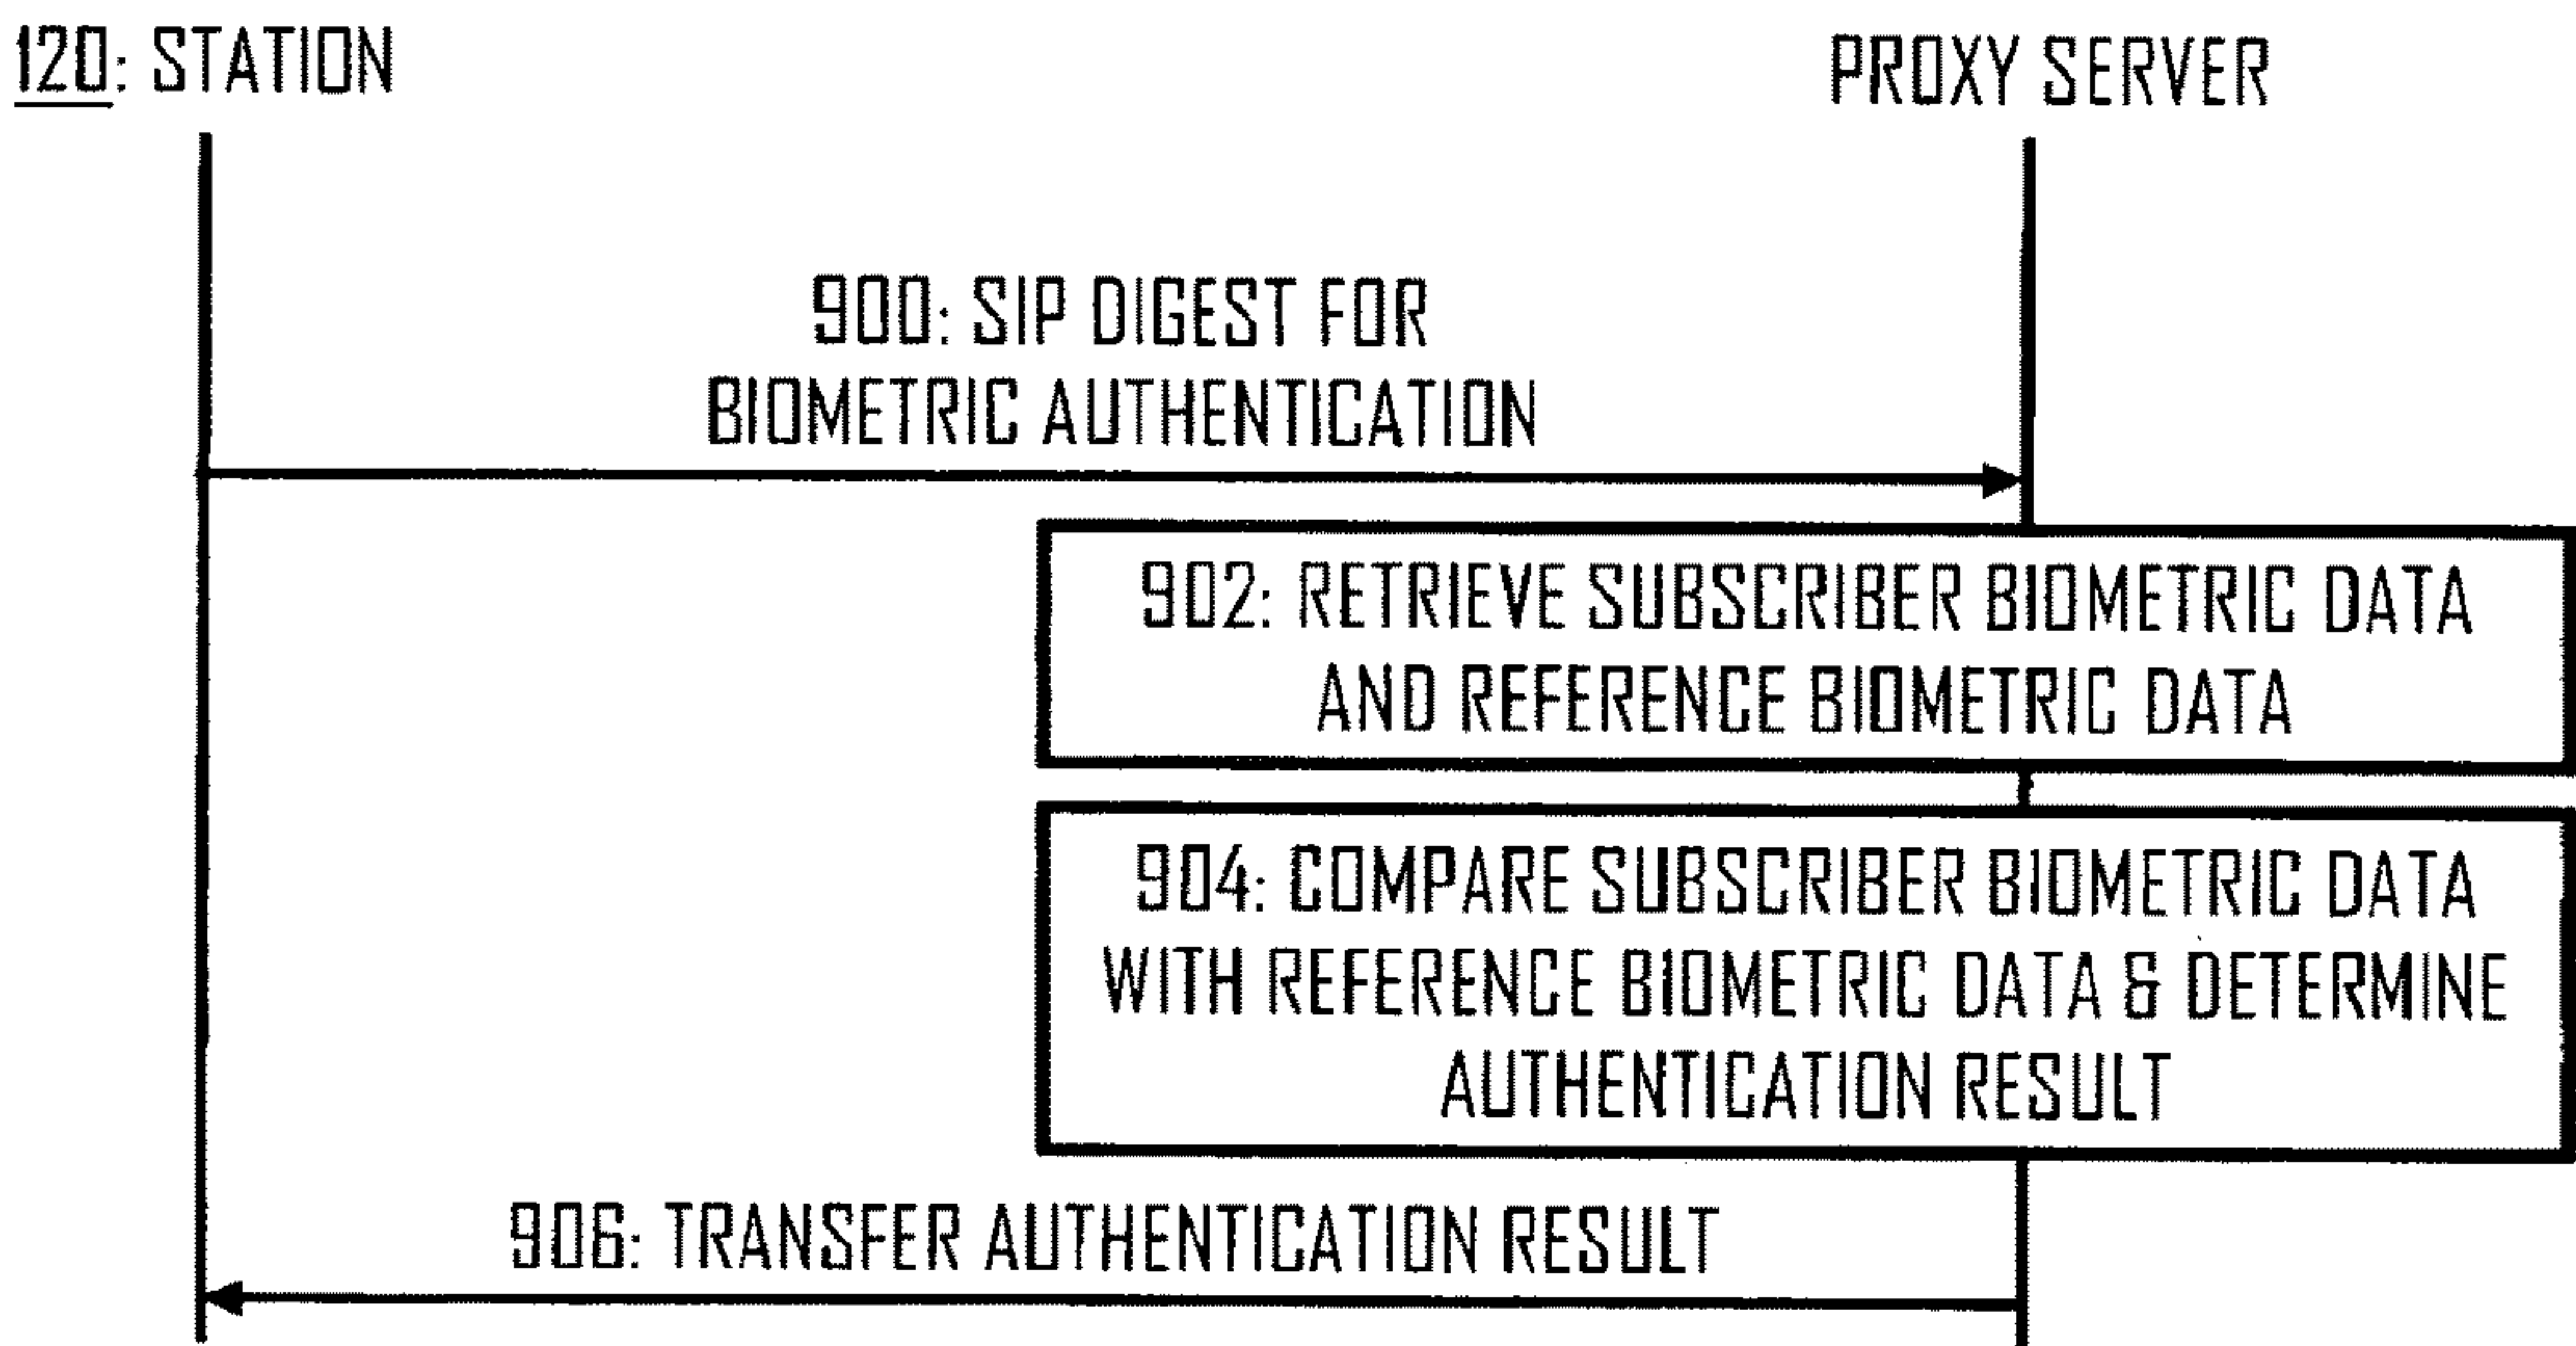 120: STATION
PROXY SERVER
900: SIP DIGEST FOR
BIOMETRIC AUTHENTICATION
902: RETRIEVE SUBSCRIBER BIOMETRIC DATA
AND REFERENCE BIOMETRIC DATA
904: COMPARE SUBSCRIBER BIOMETRIC DATA
WITH REFERENCE BIOMETRIC DATA & DETERMINE
AUTHENTICATION RESULT
906: TRANSFER AUTHENTICATION RESULT